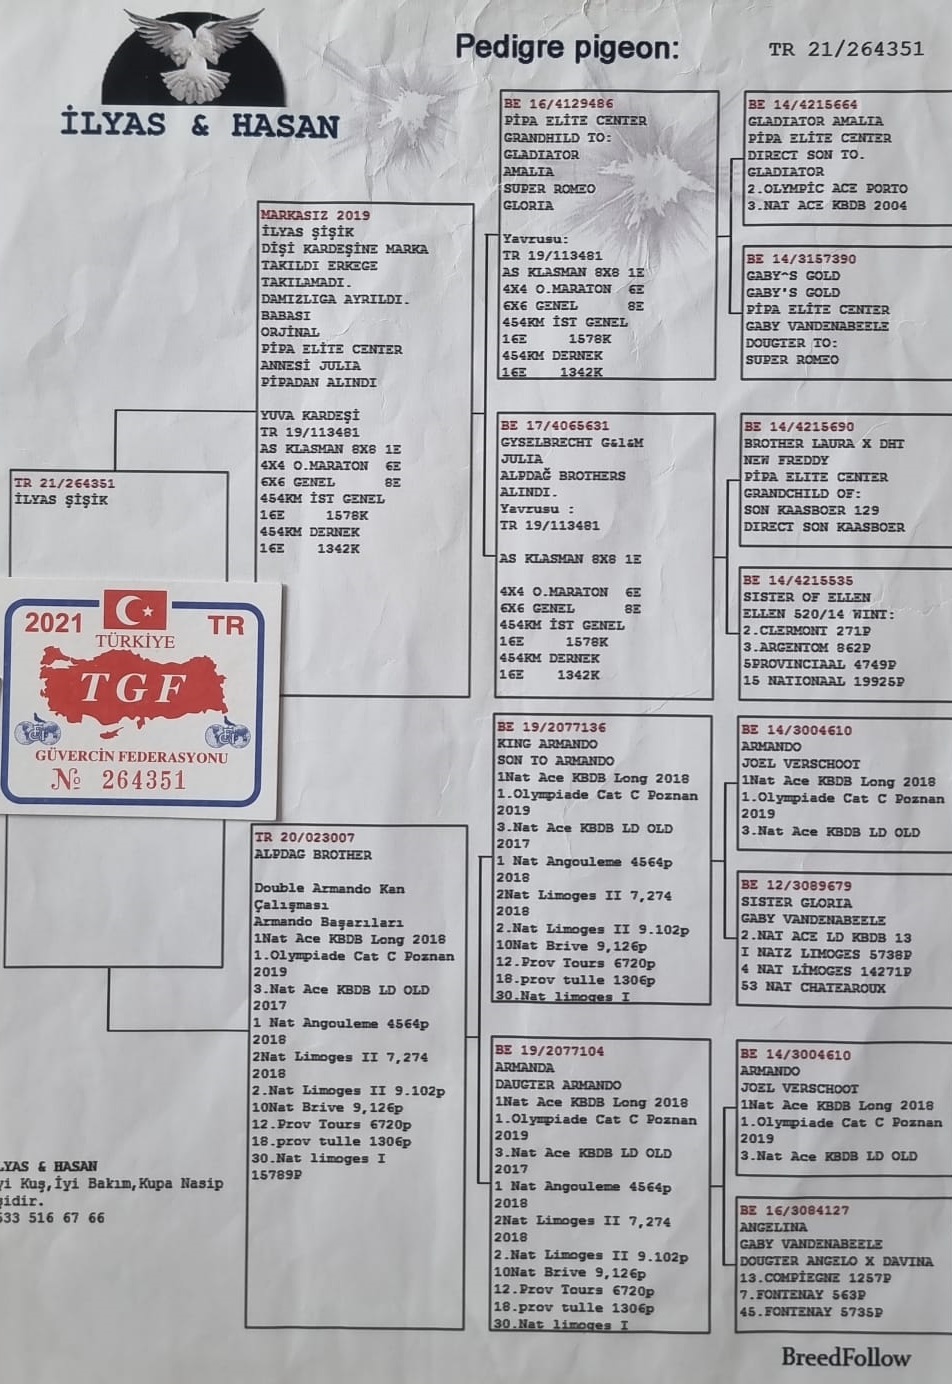 Pedigre pigeon:
TR 21/264351
İLYAS & HASAN
TR 21/264351
İLYAS ŞİŞİK
2021
TR
TÜRKİYE
TGF
GÜVERCİN FEDERASYONU
№ 264351
MARKASIZ 2019
İLYAS ŞİŞİK
DİŞİ KARDEŞİNE MARKA
TAKILDI ERKEGE
TAKILAMADI.
DAMIZLIGA AYRILDI.
BABASI
ORJİNAL
PİPA ELİTE CENTER
ANNESİ JULIA
PİPADAN ALINDI
YUVA KARDEŞİ
TR 19/113481
AS KLASMAN 8X8 1E
4X4 O.MARATON 6E
6X6 GENEL 8E
454KM İST GENEL
16E 1578K
454KM DERNEK
16E 1342K
TR 20/023007
ALPDAG BROTHER
Double Armando Kan
Çalışması
Armando Başarıları
1Nat Ace KBDB Long 2018
1.Olympiade Cat C Poznan
2019
3.Nat Ace KBDB LD OLD
2017
1 Nat Angouleme 4564p
2018
2Nat Limoges II 7,274
2018
2.Nat Limoges II 9.102p
10Nat Brive 9,126p
12.Prov Tours 6720p
18.prov tulle 1306p
30.Nat limoges I
15789P
BE 16/4129486
PİPA ELİTE CENTER
GRANDHILD TO:
GLADIATOR
AMALIA
SUPER ROMEO
GLORIA
Yavrusu:
TR 19/113481
AS KLASMAN 8X8 1E
4X4 O.MARATON 6E
6X6 GENEL 8E
454KM İST GENEL
16E 1578K
454KM DERNEK
16E 1342K
BE 17/4065631
GYSELBRECHT G&l&M
JULIA
ALPDAĞ BROTHERS
ALINDI.
Yavrusu :
TR 19/113481
AS KLASMAN 8X8 1E
4X4 O.MARATON 6E
6X6 GENEL 8E
454KM İST GENEL
16E 1578K
454KM DERNEK
16E 1342K
BE 19/2077136
KING ARMANDO
SON TO ARMANDO
1Nat Ace KBDB Long 2018
1.Olympiade Cat C Poznan
2019
3.Nat Ace KBDB LD OLD
2017
1 Nat Angouleme 4564p
2018
2Nat Limoges II 7,274
2018
2.Nat Limoges II 9.102p
10Nat Brive 9,126p
12.Prov Tours 6720p
18.prov tulle 1306p
30.Nat limoges I
BE 19/2077104
ARMANDA
DAUGTER ARMANDO
1Nat Ace KBDB Long 2018
1.Olympiade Cat C Poznan
2019
3.Nat Ace KBDB LD OLD
2017
1 Nat Angouleme 4564p
2018
2Nat Limoges II 7,274
2018
2.Nat Limoges II 9.102p
10Nat Brive 9,126p
12.Prov Tours 6720p
18.prov tulle 1306p
30.Nat limoges I
BE 14/4215664
GLADIATOR AMALIA
PİPA ELİTE CENTER
DIRECT SON TO.
GLADIATOR
2.OLYMPİC ACE PORTO
3.NAT ACE KBDB 2004
BE 14/3157390
GABY^S GOLD
GABY'S GOLD
PİPA ELİTE CENTER
GABY VANDENABEELE
DOUGTER TO:
SUPER ROMEO
BE 14/4215690
BROTHER LAURA X DHT
NEW FREDDY
PİPA ELITE CENTER
GRANDCHILD OF:
SON KAASBOER 129
DIRECT SON KAASBOER
BE 14/4215535
SISTER OF ELLEN
ELLEN 520/14 WINT:
2.CLERMONT 271P
3.ARGENTOM 862P
5PROVINCIAAL 4749P
15 NATIONAAL 19925P
BE 14/3004610
ARMANDO
JOEL VERSCHOOT
1Nat Ace KBDB Long 2018
1.Olympiade Cat C Poznan
2019
3.Nat Ace KBDB LD OLD
BE 12/3089679
SISTER GLORIA
GABY VANDENABEELE
2.NAT ACE LD KBDB 13
I NATZ LIMOGES 5738P
4 NAT LİMOGES 14271P
53 NAT CHATEAROUX
BE 14/3004610
ARMANDO
JOEL VERSCHOOT
1Nat Ace KBDB Long 2018
1.Olympiade Cat C Poznan
2019
3.Nat Ace KBDB LD OLD
BE 16/3084127
ANGELINA
GABY VANDENABEELE
DOUGTER ANGELO X DAVINA
13.COMPİEGNE 1257P
7.FONTENAY 563P
45.FONTENAY 5735P
LYAS & HASAN
yi Kuş,İyi Bakım,Kupa Nasip
şidir.
533 516 67 66
BreedFollow